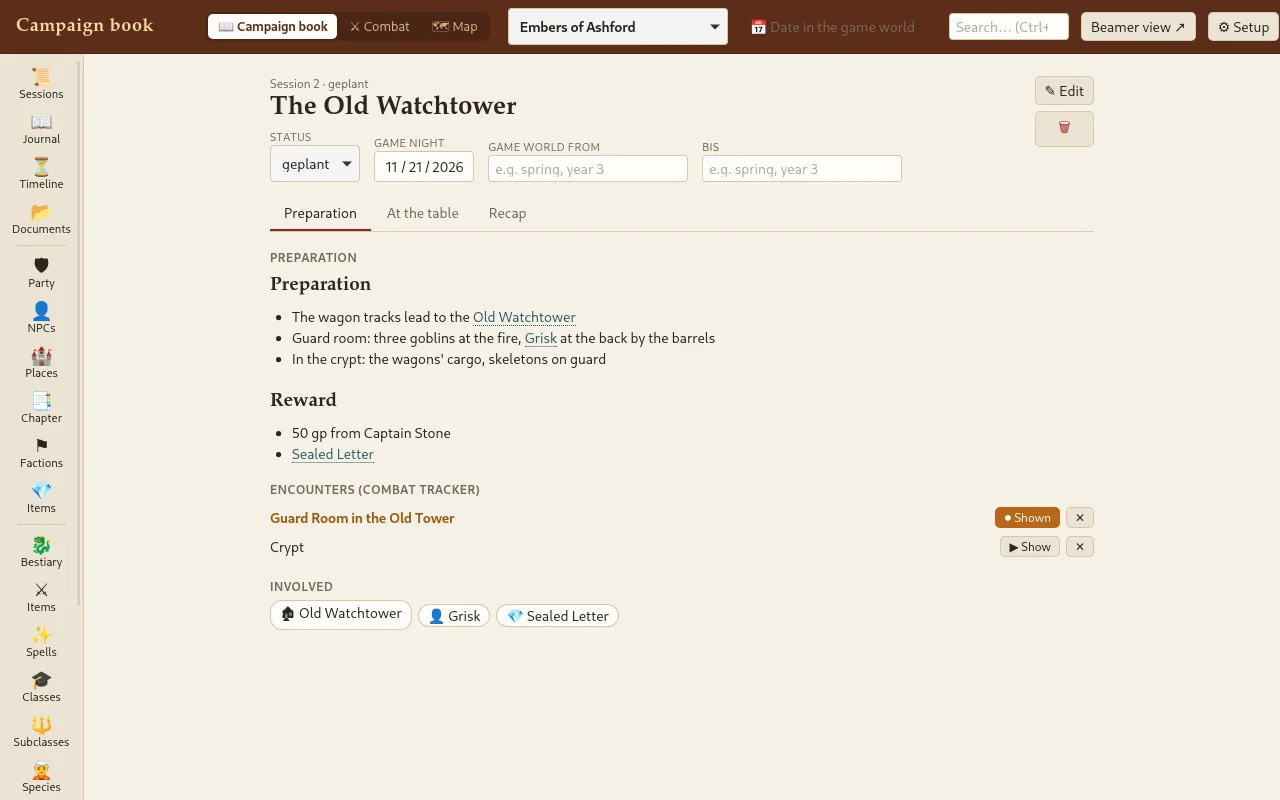 Campaign book
📖 Campaign book
⚔ Combat
🗺 Map
Embers of Ashford
📅 Date in the game world
Search… (Ctrl+
Beamer view ↗
⚙ Setup
Sessions
Journal
Timeline
Documents
Party
NPCs
Places
Chapter
Factions
Items
Bestiary
Items
Spells
Classes
Subclasses
Species
Session 2 · geplant
The Old Watchtower
✎ Edit
STATUS
GAME NIGHT
GAME WORLD FROM
BIS
geplant
11 / 21 / 2026
e.g. spring, year 3
e.g. spring, year 3
Preparation
At the table
Recap
PREPARATION
Preparation
• The wagon tracks lead to the Old Watchtower
• Guard room: three goblins at the fire, Grisk at the back by the barrels
• In the crypt: the wagons' cargo, skeletons on guard
Reward
• 50 gp from Captain Stone
• Sealed Letter
ENCOUNTERS (COMBAT TRACKER)
Guard Room in the Old Tower
● Shown
✕
Crypt
▶ Show
✕
INVOLVED
Old Watchtower
Grisk
Sealed Letter